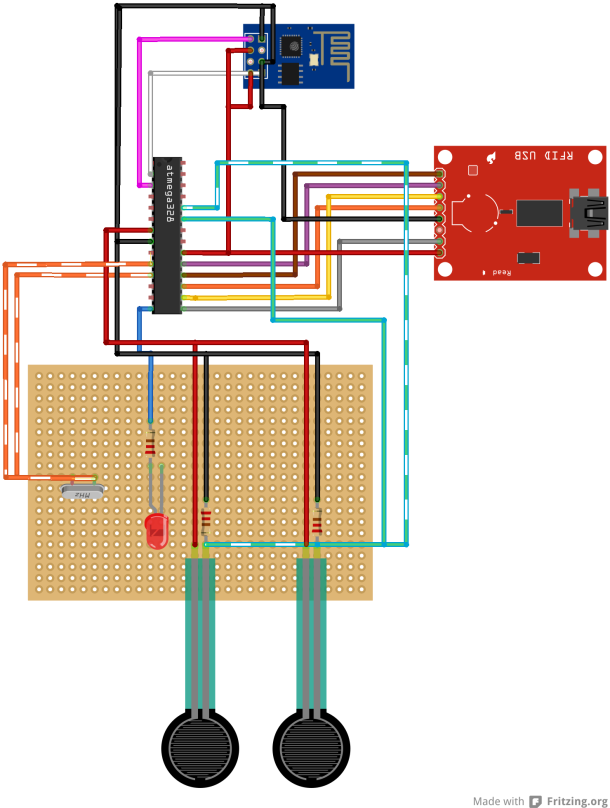 RFID USB
atmega328
Read
MHz
Made with Fritzing.org